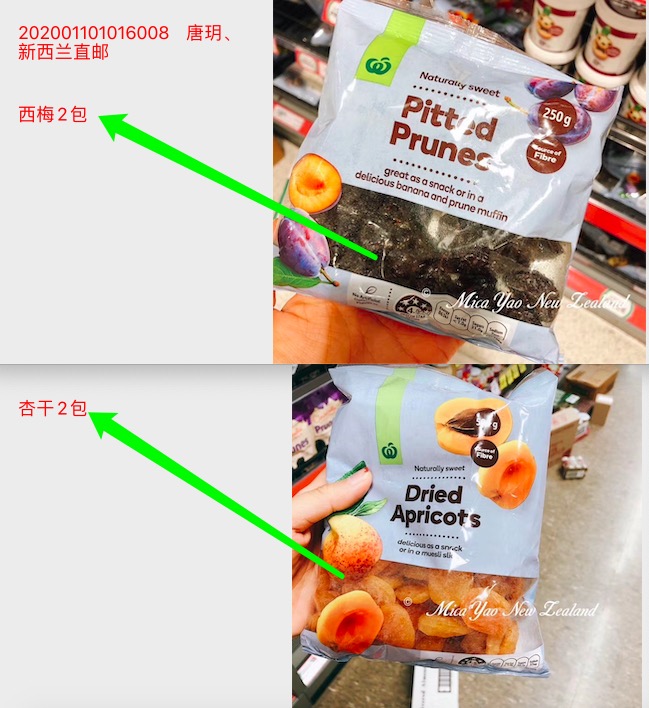 202001101016008 唐玥、
新西兰直邮
西梅2包
Naturally sweet
Pitted
Prunes
250g
Source of
Fibre
great as a snack or in a
delicious banana and prune muffin
© Mica Yao New Zealand
杏干2包
Source of
Fibre
Naturally sweet
Dried
Apricots
delicious as a snack
or in a muesli slice
© Mica Yao New Zealand